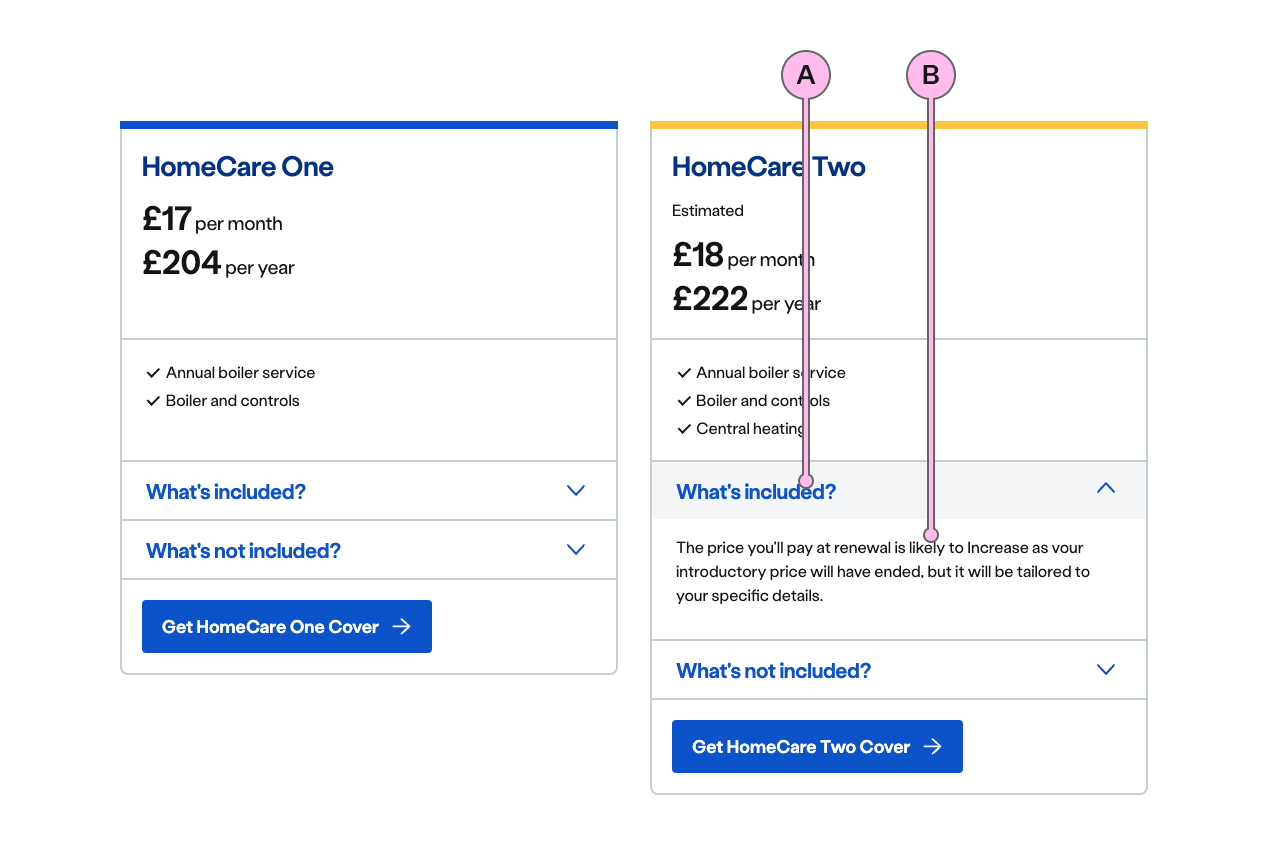 A
B
HomeCare One
£17 per month
£204 per year
Annual boiler service
Boiler and controls
What's included?
What's not included?
Get HomeCare One Cover
HomeCare Two
Estimated
£18 per month
£222 per year
Annual boiler service
Boiler and controls
Central heating
What's included?
The price you'll pay at renewal is likely to Increase as vour
introductory price will have ended, but it will be tailored to
your specific details.
What's not included?
Get HomeCare Two Cover